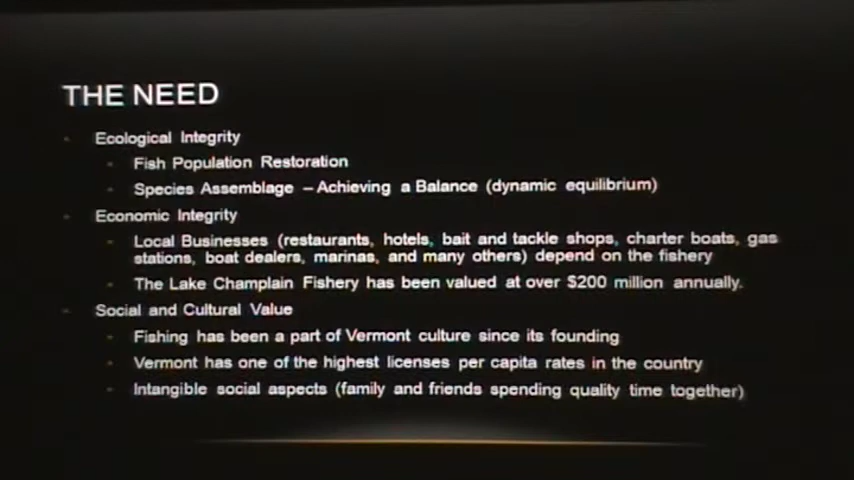 THE NEED
Ecological Integrity
Fish Population Restoration
Species Assemblage – Achieving a Balance (dynamic equilibrium)
Economic Integrity
Local Businesses (restaurants, hotels, bait and tackle shops, charter boats, gas
stations, boat dealers, marinas, and many others) depend on the fishery
The Lake Champlain Fishery has been valued at over $200 million annually.
Social and Cultural Value
Fishing has been a part of Vermont culture since its founding
Vermont has one of the highest licenses per capita rates in the country
Intangible social aspects (family and friends spending quality time together)